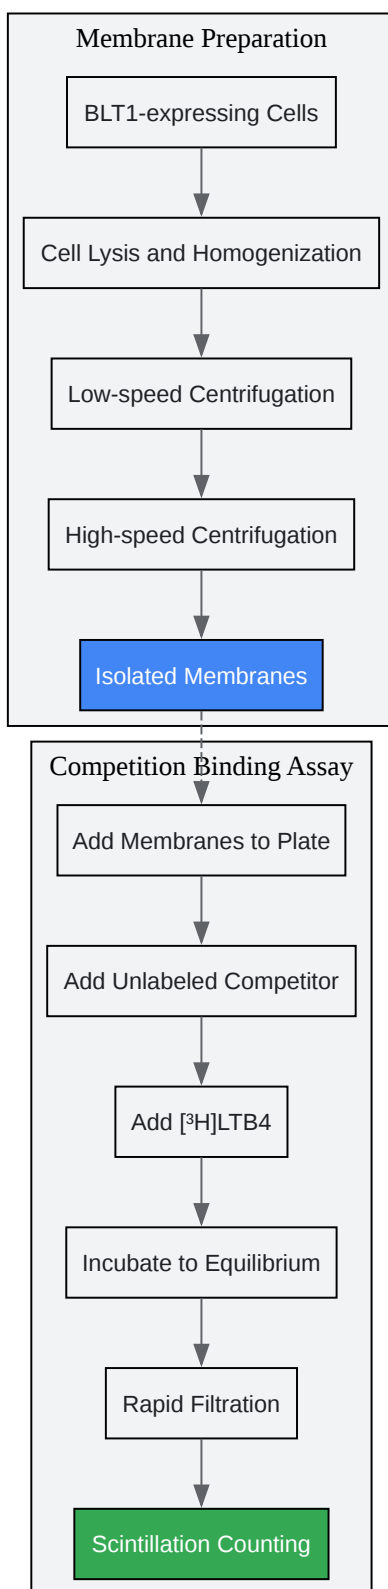 Membrane Preparation
BLT1-expressing Cells
Cell Lysis and Homogenization
Low-speed Centrifugation
High-speed Centrifugation
Isolated Membranes
Competition Binding Assay
Add Membranes to Plate
Add Unlabeled Competitor
Add [³H]LTB4
Incubate to Equilibrium
Rapid Filtration
Scintillation Counting